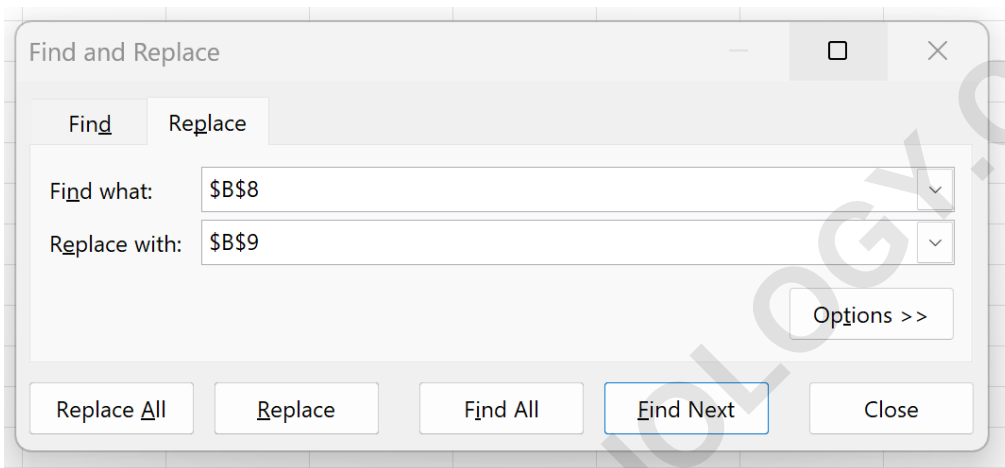 Find and Replace
Find Replace
Find what: $B$8
Replace with: $B$9
Options >>
Replace All Replace Find All Find Next Close
NOLOGY.C